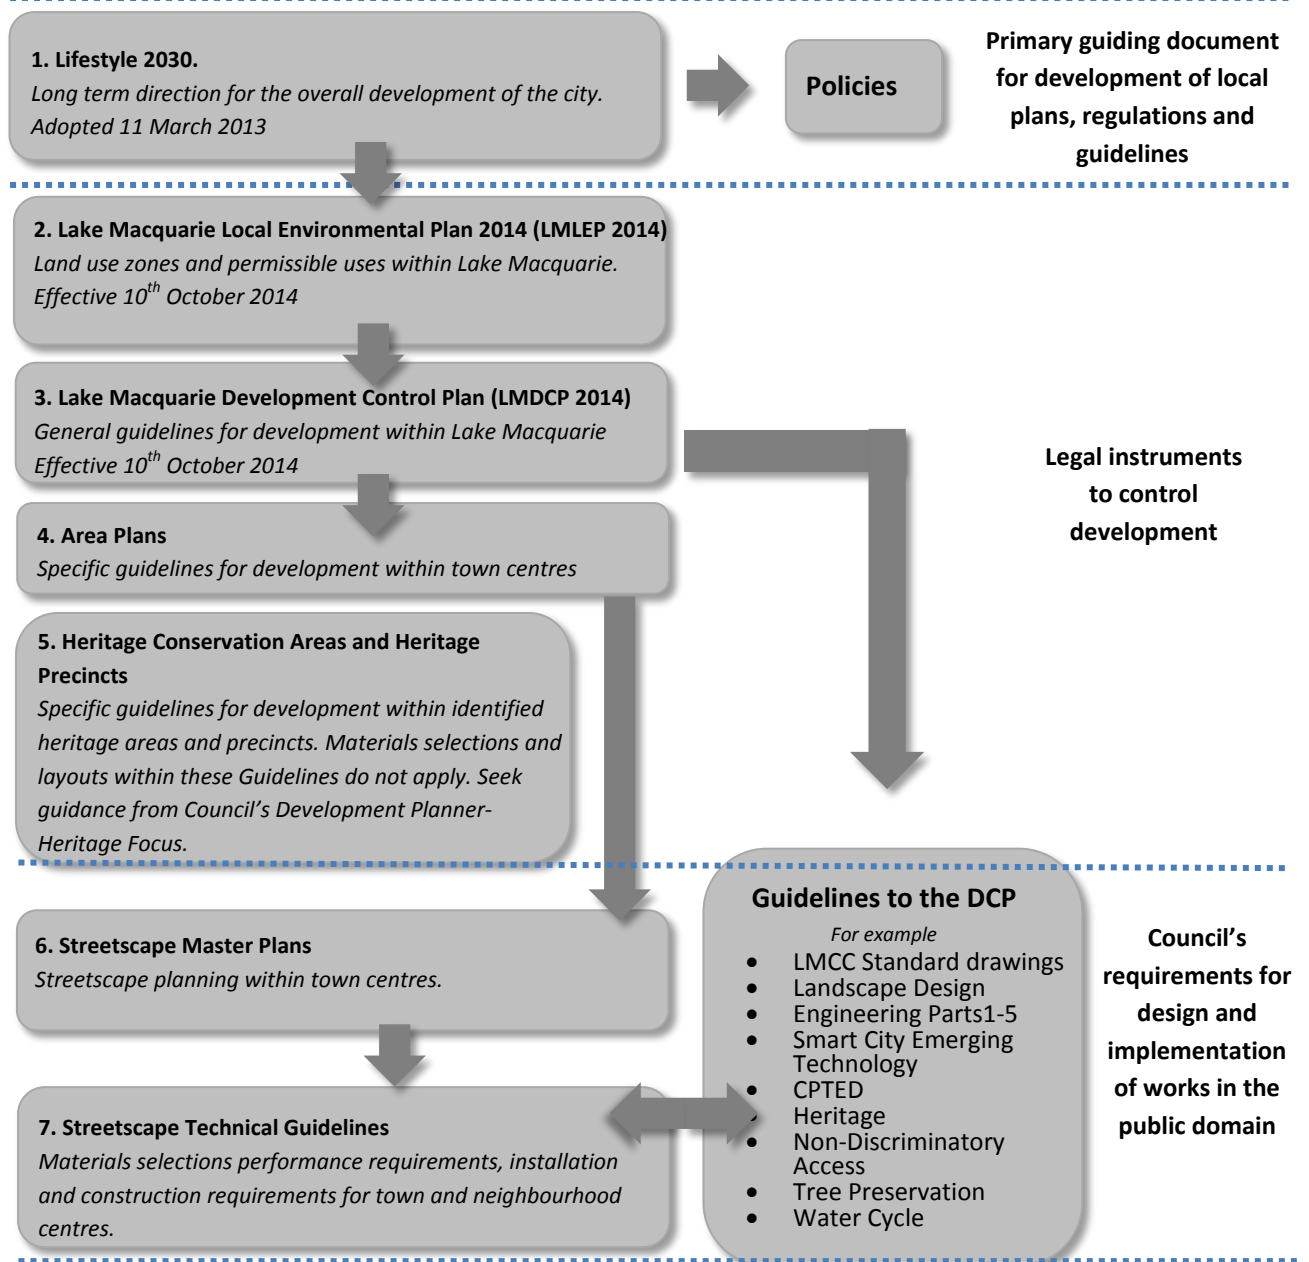 1. Lifestyle 2030.
Long term direction for the overall development of the city.
Adopted 11 March 2013
Policies
Primary guiding document
for development of local
plans, regulations and
guidelines
2. Lake Macquarie Local Environmental Plan 2014 (LMLEP 2014)
Land use zones and permissible uses within Lake Macquarie.
Effective 10th October 2014
3. Lake Macquarie Development Control Plan (LMDCP 2014)
General guidelines for development within Lake Macquarie
Effective 10th October 2014
Legal instruments
to control
development
4. Area Plans
Specific guidelines for development within town centres
5. Heritage Conservation Areas and Heritage
Precincts
Specific guidelines for development within identified
heritage areas and precincts. Materials selections and
layouts within these Guidelines do not apply. Seek
guidance from Council's Development Planner-
Heritage Focus.
6. Streetscape Master Plans
Streetscape planning within town centres.
7. Streetscape Technical Guidelines
Materials selections performance requirements, installation
and construction requirements for town and neighbourhood
centres.
Guidelines to the DCP
For example
• LMCC Standard drawings
• Landscape Design
• Engineering Parts1-5
• Smart City Emerging
Technology
• CPTED
• Heritage
• Non-Discriminatory
Access
• Tree Preservation
• Water Cycle
Council's
requirements for
design and
implementation
of works in the
public domain